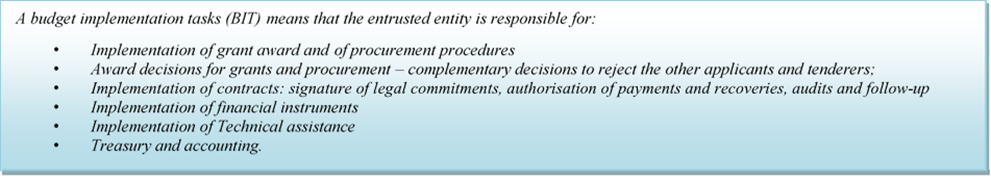 A budget implementation tasks (BIT) means that the entrusted entity is responsible for:
• Implementation of grant award and of procurement procedures
• Award decisions for grants and procurement – complementary decisions to reject the other applicants and tenderers;
• Implementation of contracts: signature of legal commitments, authorisation of payments and recoveries, audits and follow-up
• Implementation of financial instruments
• Implementation of Technical assistance
• Treasury and accounting.